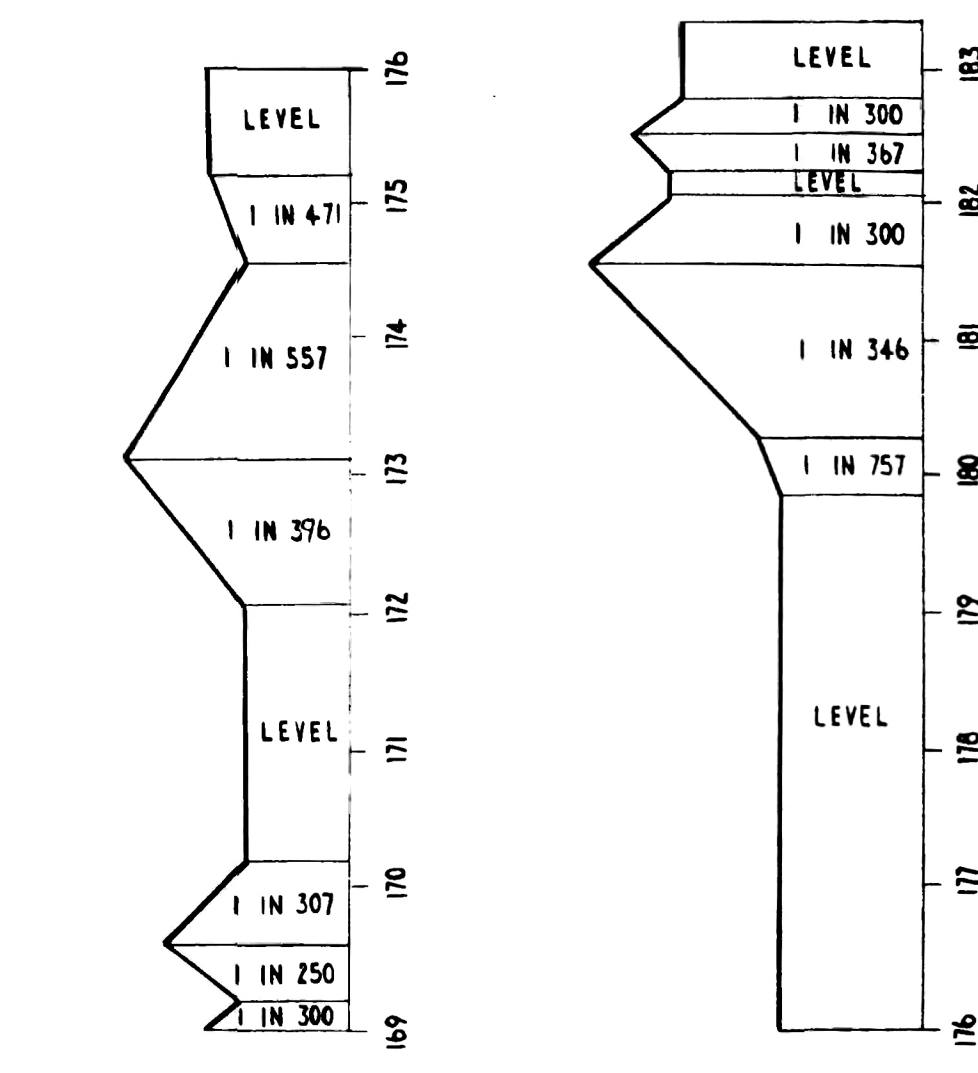 176
LEVEL
175
1 IN 471
174
1 IN 557
173
1 IN 396
172
LEVEL
171
170
1 IN 307
1 IN 250
1 IN 300
169
183
LEVEL
1 IN 300
1 IN 367
LEVEL
182
1 IN 300
181
1 IN 346
180
1 IN 757
179
LEVEL
178
177
176